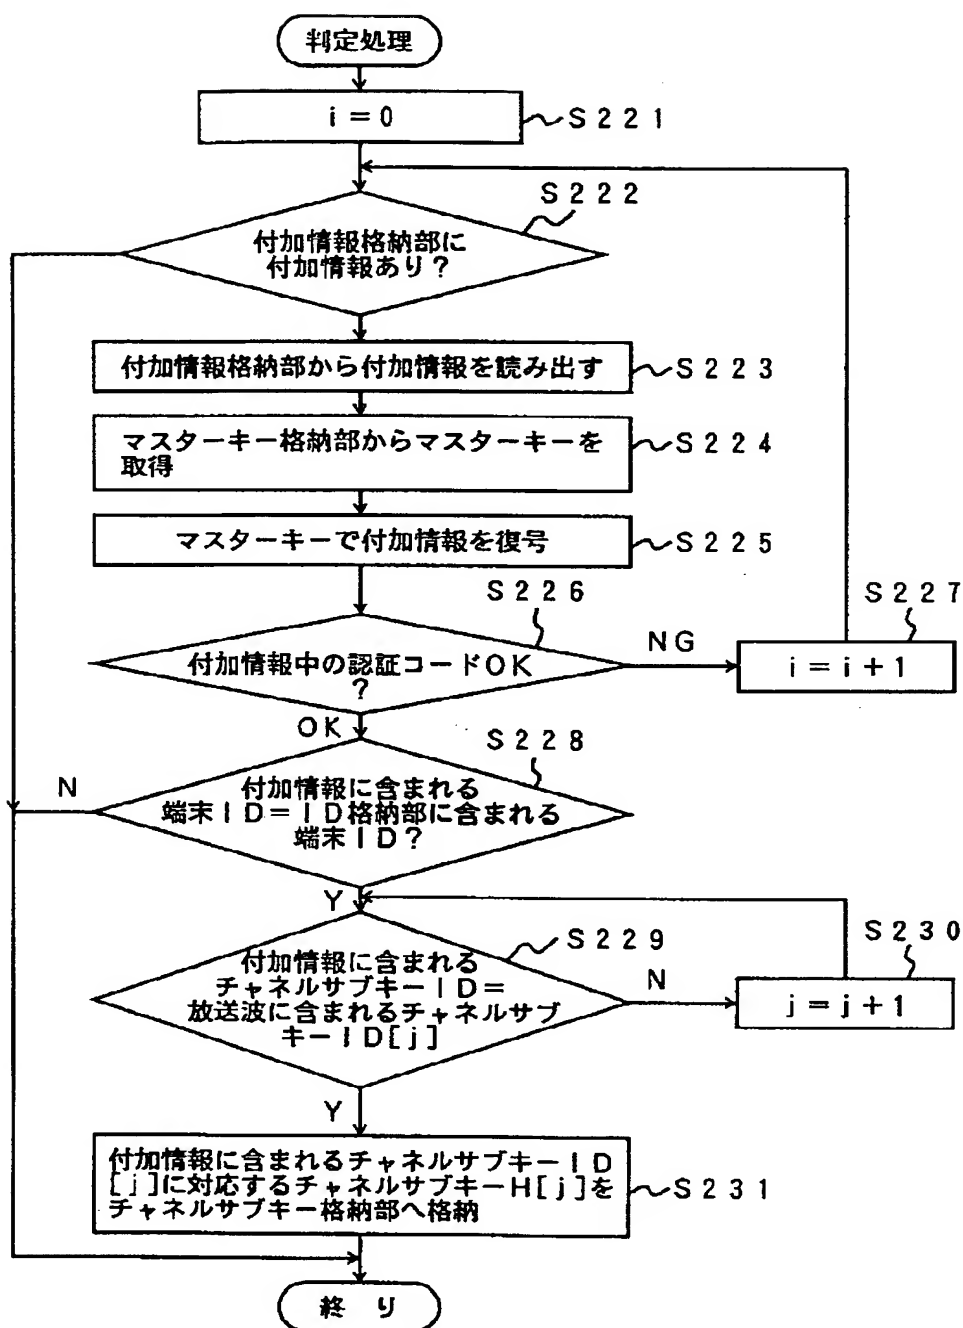 判定処理
i=0
S221
S222
付加情報格納部に
付加情報あり？
付加情報格納部から付加情報を読み出す
S223
マスターキー格納部からマスターキーを
取得
S224
マスターキーで付加情報を復号
S225
S226
付加情報中の認証コードOK
？
NG
S227
i=i+1
OK
S228
付加情報に含まれる
端末ID=ID格納部に含まれる
端末ID？
N
Y
S229
付加情報に含まれる
チャネルサブキーID=
放送波に含まれるチャネルサブ
キーID[j]
N
S230
j=j+1
Y
付加情報に含まれるチャネルサブキーID
[j]に対応するチャネルサブキーH[j]を
チャネルサブキー格納部へ格納
S231
終り